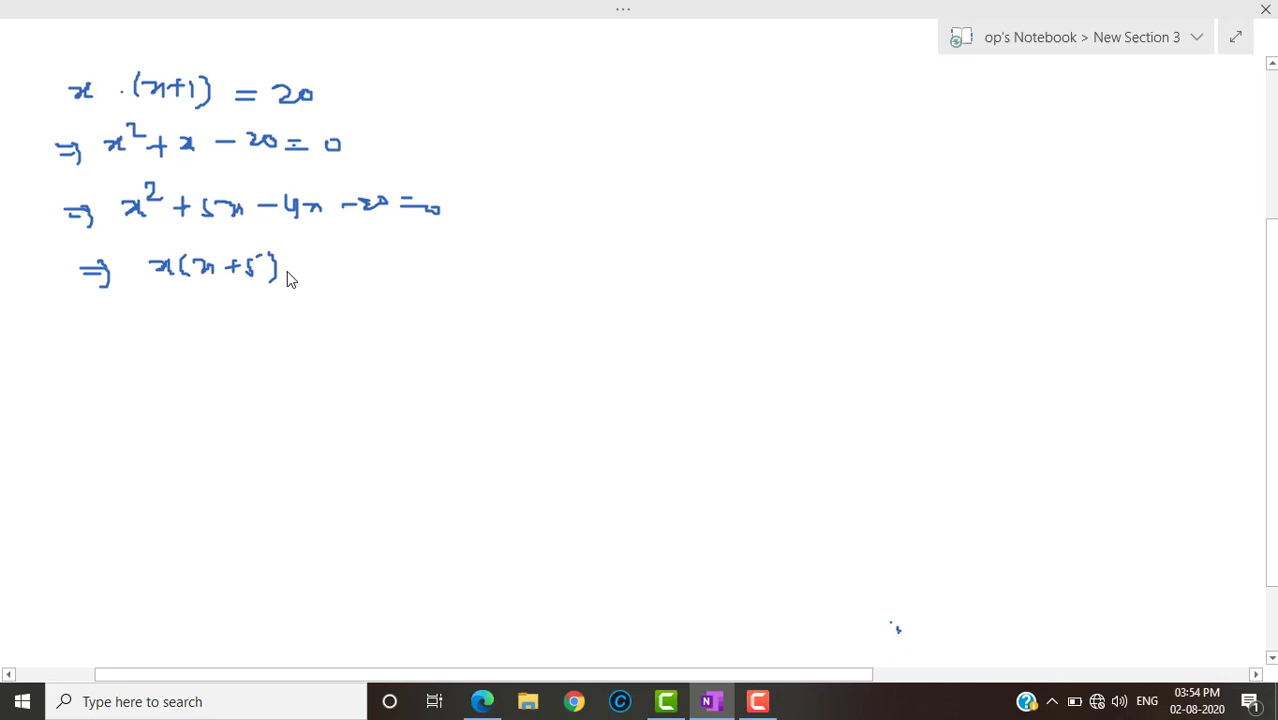 op's Notebook > New Section 3
x . (x+1) = 20
⇒ x² + x - 20 = 0
⇒ x² + 5x - 4x - 20 = 0
⇒ x(x+5)
Type here to search
ENG
03:54 PM
02-08-2020